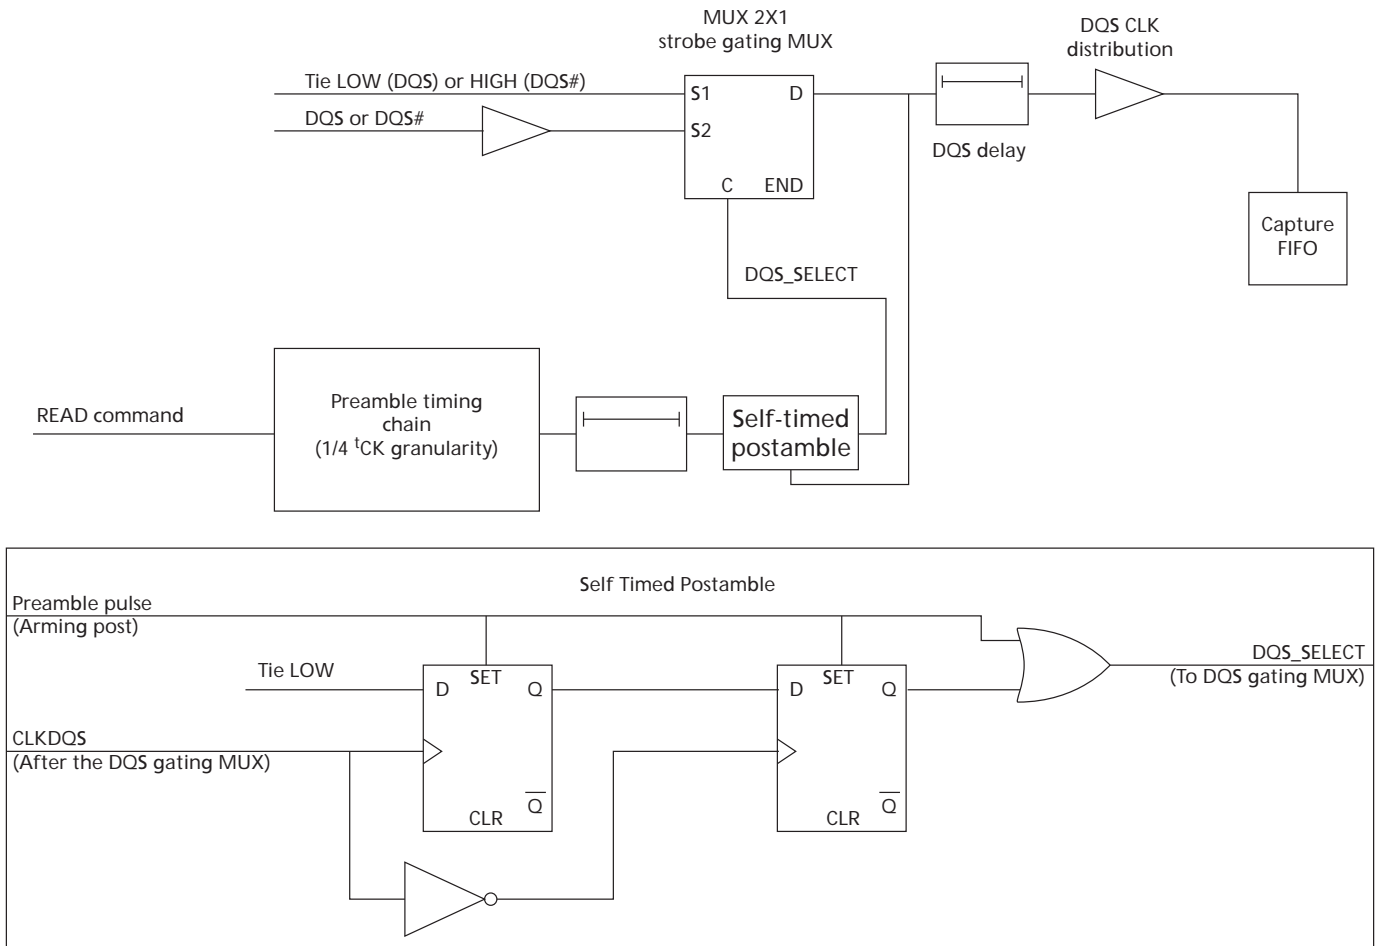 MUX 2X1
strobe gating MUX
DQS CLK
distribution
Tie LOW (DQS) or HIGH (DQS#)
S1
D
DQS or DQS#
S2
DQS delay
C
END
Capture
FIFO
DQS_SELECT
READ command
Preamble timing
chain
(1/4 tCK granularity)
Self-timed
postamble
Self Timed Postamble
Preamble pulse
(Arming post)
DQS_SELECT
(To DQS gating MUX)
Tie LOW
SET
D
Q
SET
D
Q
CLKDQS
(After the DQS gating MUX)
Q
CLR
Q
CLR